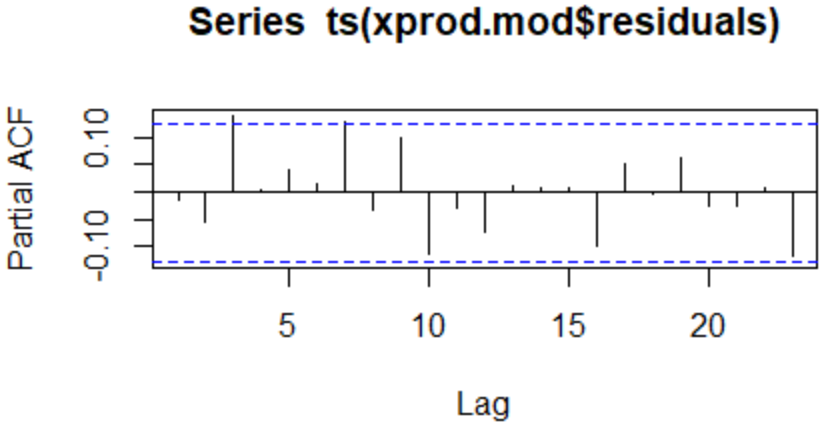 Series ts(xprod.mod$residuals)
Partial ACF
0.10
-0.10
5 10 15 20
Lag